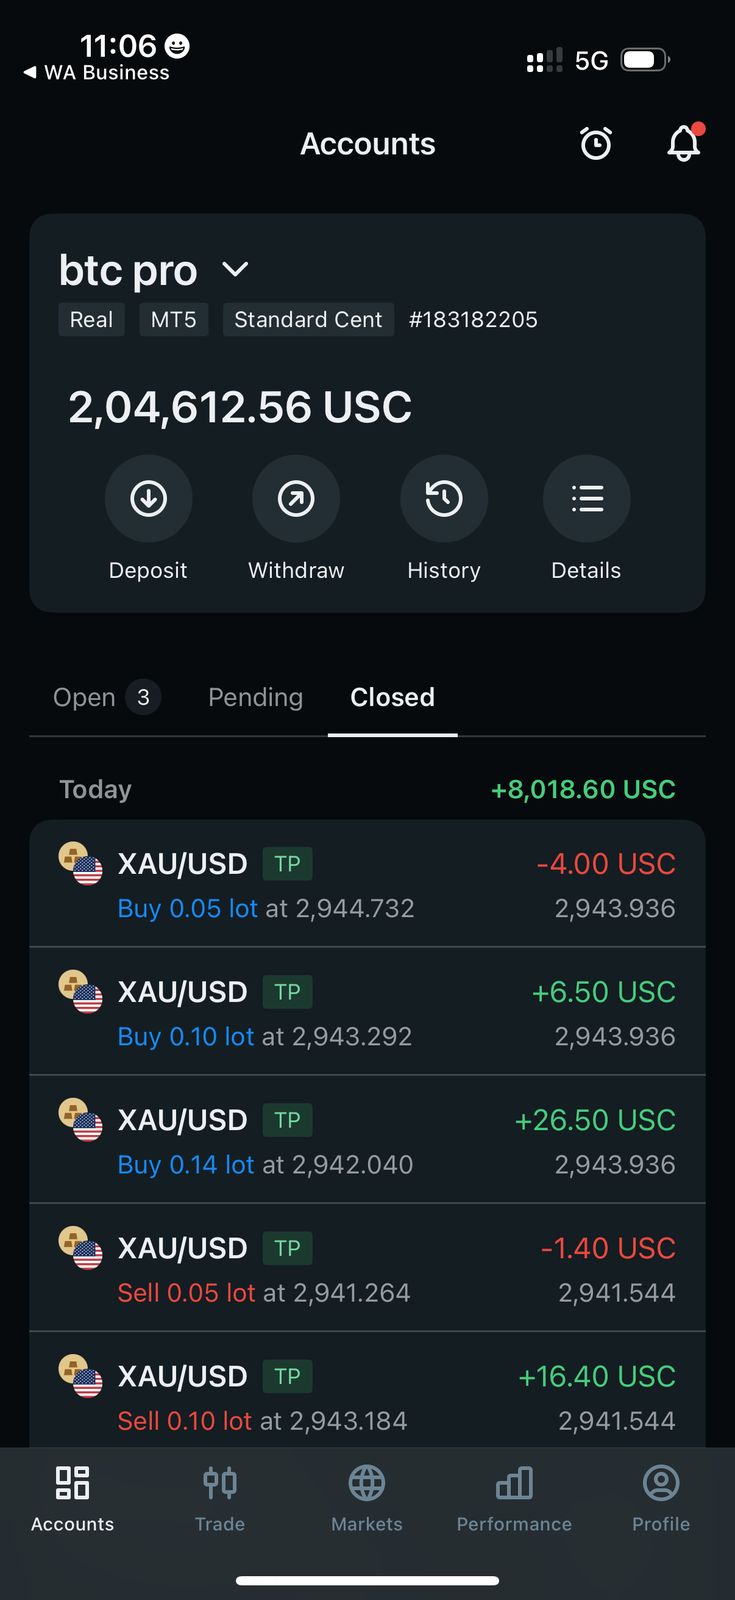 11:06
5G
◀ WA Business
Accounts
btc pro
Real MT5 Standard Cent #183182205
2,04,612.56 USC
Deposit Withdraw History Details
Open 3 Pending Closed
Today +8,018.60 USC
XAU/USD TP -4.00 USC
Buy 0.05 lot at 2,944.732 2,943.936
XAU/USD TP +6.50 USC
Buy 0.10 lot at 2,943.292 2,943.936
XAU/USD TP +26.50 USC
Buy 0.14 lot at 2,942.040 2,943.936
XAU/USD TP -1.40 USC
Sell 0.05 lot at 2,941.264 2,941.544
XAU/USD TP +16.40 USC
Sell 0.10 lot at 2,943.184 2,941.544
Accounts Trade Markets Performance Profile